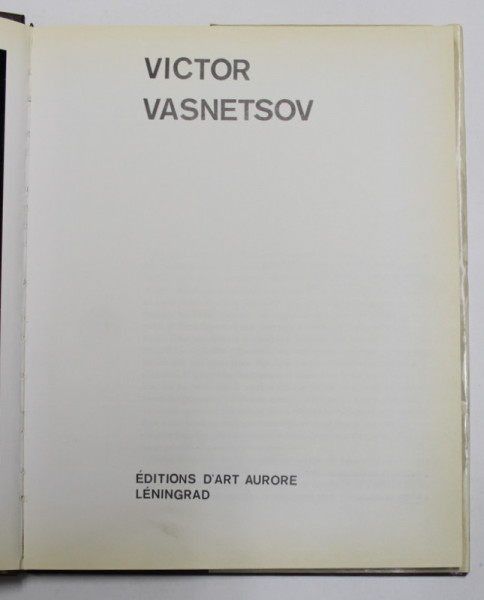 VICTOR
VASNETSOV
ÉDITIONS D'ART AURORE
LÉNINGRAD